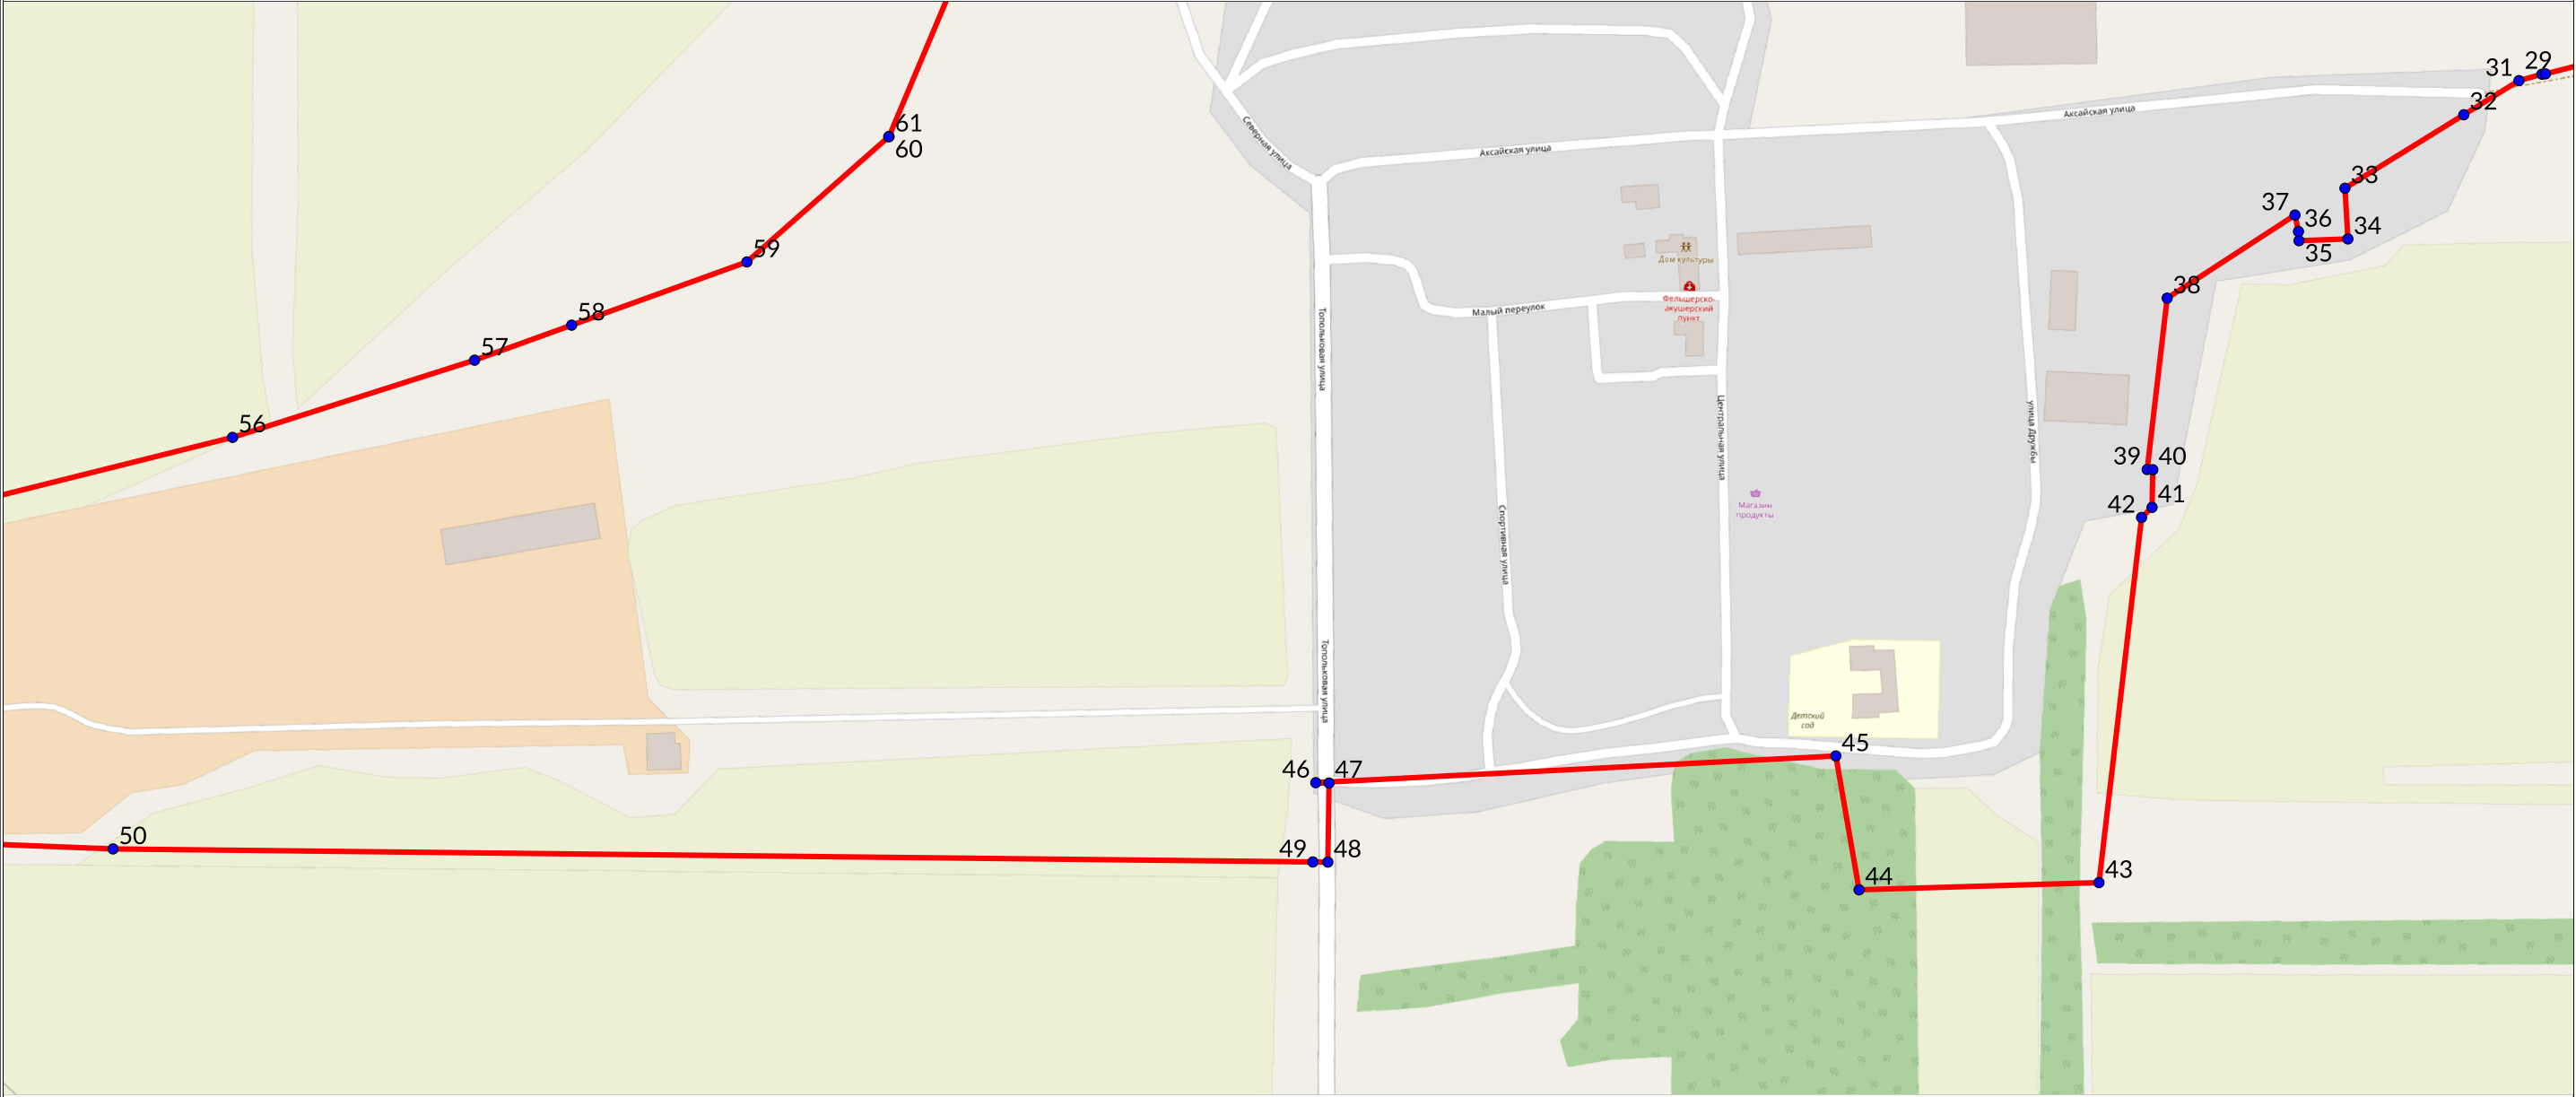 29
31
32
61
60
33
37
36
34
35
59
38
58
57
56
39
40
41
42
45
46
47
50
49
48
44
43
Северная улица
Аксайская улица
Аксайская улица
Дом культуры
Фельшерско-
акушерский
пункт
Малый переулок
Топольковая улица
Центральная улица
улица Дружбы
Магазин
продукты
Спортивная улица
Топольковая улица
Детский
сад